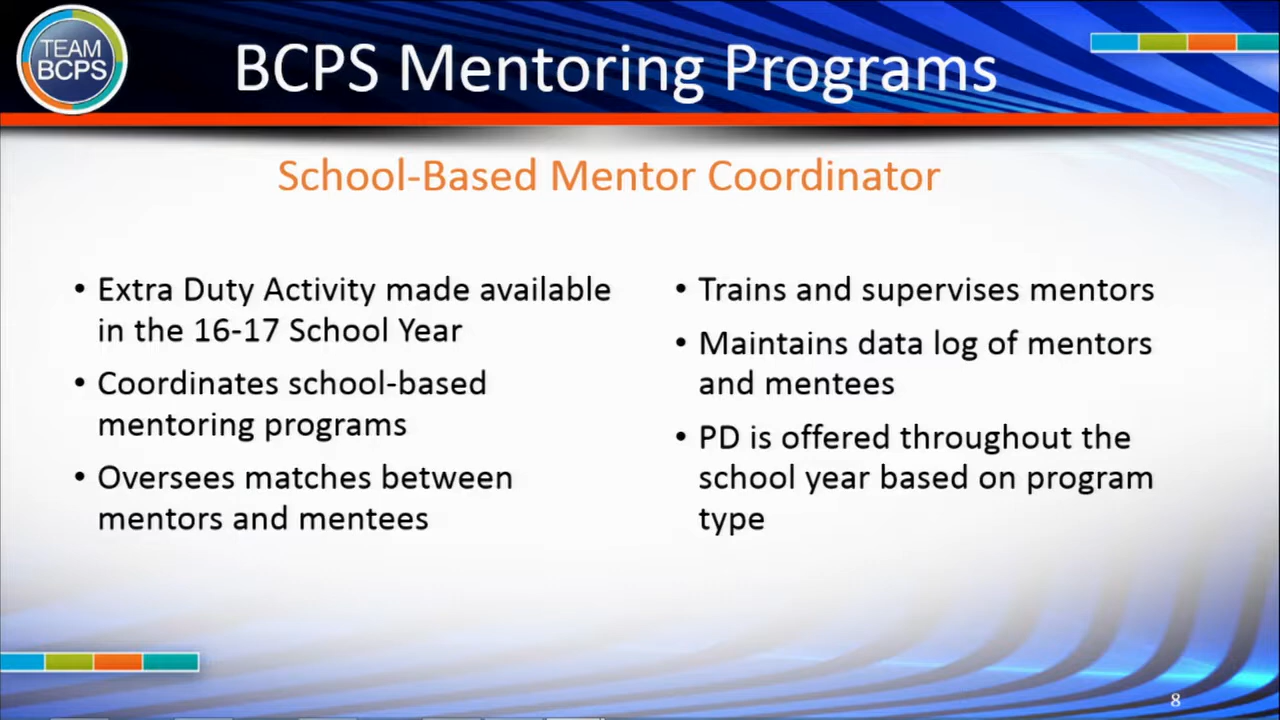 TEAM
BCPS
BCPS Mentoring Programs
School-Based Mentor Coordinator
• Extra Duty Activity made available
in the 16-17 School Year
• Coordinates school-based
mentoring programs
• Oversees matches between
mentors and mentees
• Trains and supervises mentors
• Maintains data log of mentors
and mentees
• PD is offered throughout the
school year based on program
type
8